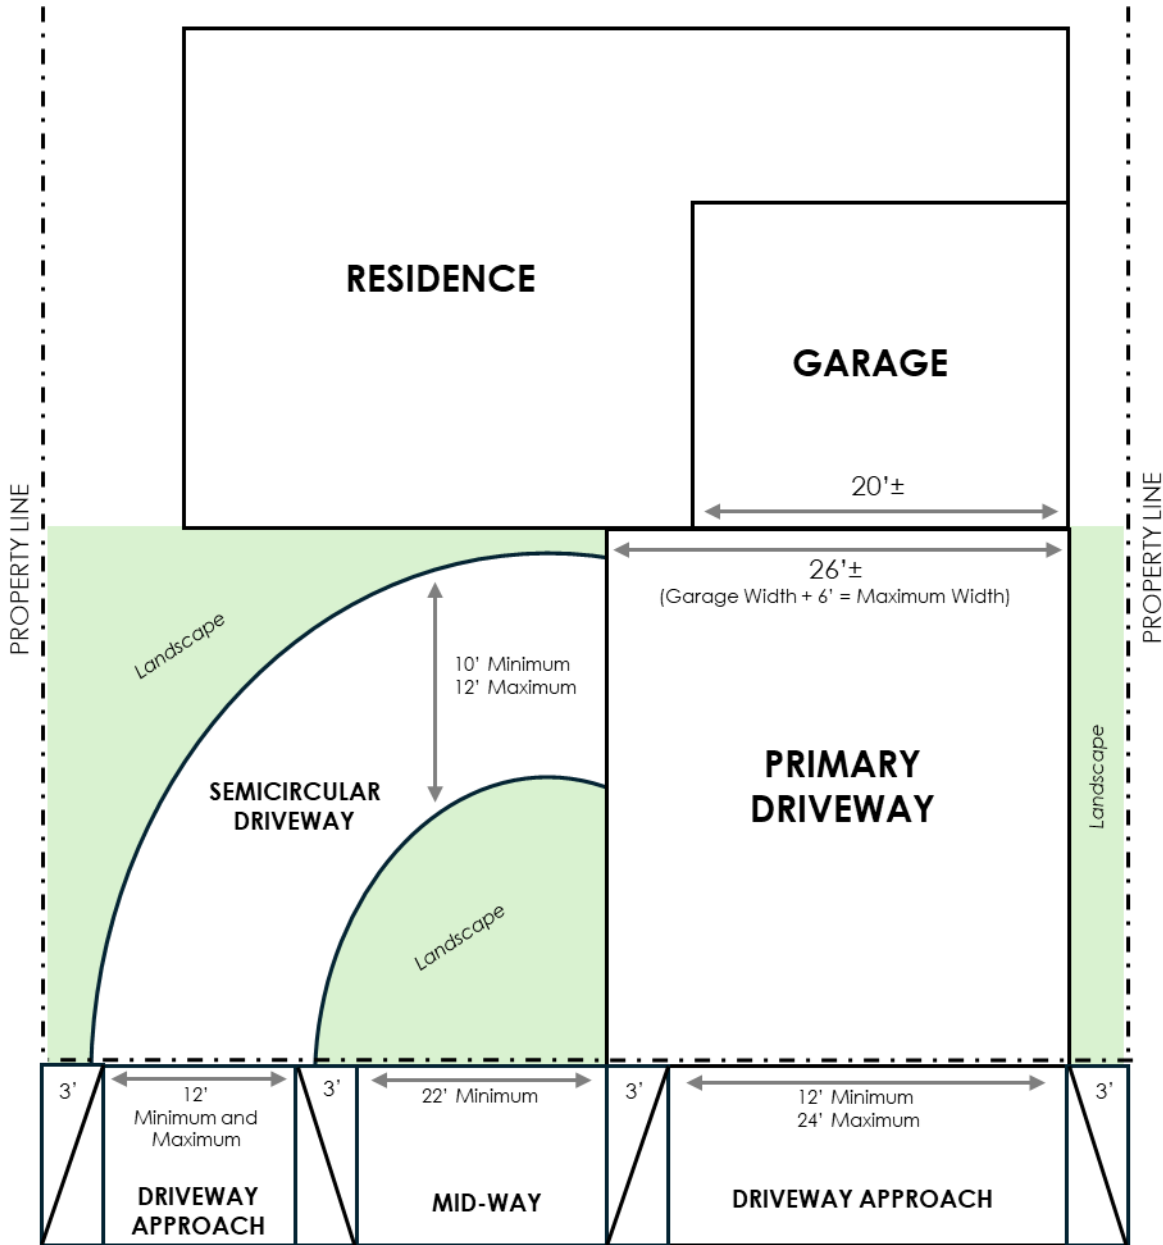 RESIDENCE
GARAGE
20’±
PROPERTY LINE
PROPERTY LINE
26’±
(Garage Width + 6’ = Maximum Width)
Landscape
10’ Minimum
12’ Maximum
SEMICIRCULAR
DRIVEWAY
PRIMARY
DRIVEWAY
Landscape
Landscape
3’
12’
Minimum and
Maximum
3’
22’ Minimum
3’
12’ Minimum
24’ Maximum
3’
DRIVEWAY
APPROACH
MID-WAY
DRIVEWAY APPROACH